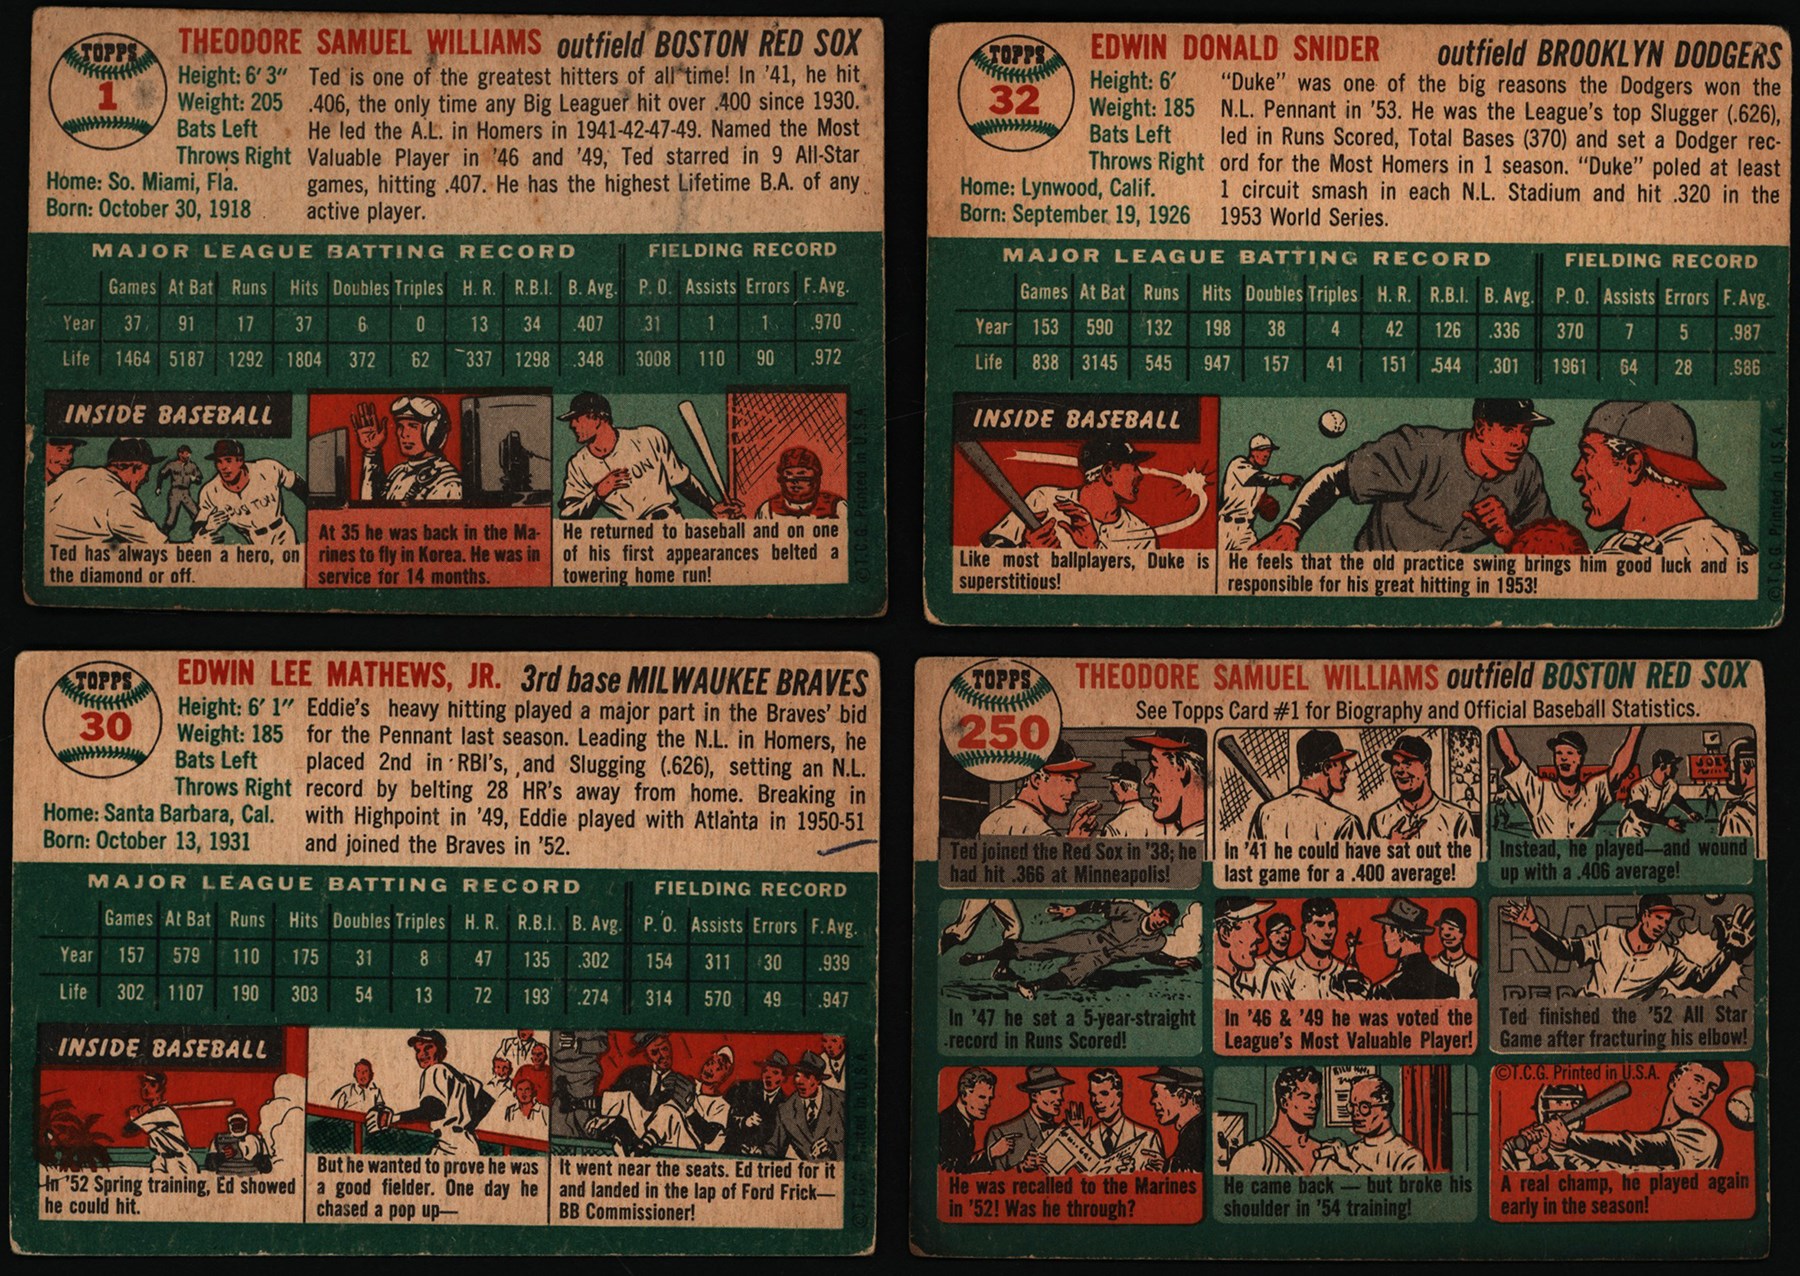 TOPPS
1
THEODORE SAMUEL WILLIAMS outfield BOSTON RED SOX
Height: 6' 3"
Weight: 205
Bats Left
Throws Right
Home: So. Miami, Fla.
Born: October 30, 1918
Ted is one of the greatest hitters of all time! In '41, he hit
.406, the only time any Big Leaguer hit over .400 since 1930.
He led the A.L. in Homers in 1941-42-47-49. Named the Most
Valuable Player in '46 and '49, Ted starred in 9 All-Star
games, hitting .407. He has the highest Lifetime B.A. of any
active player.
MAJOR LEAGUE BATTING RECORD FIELDING RECORD
Games At Bat Runs Hits Doubles Triples H. R. R.B.I. B. Avg. P. O. Assists Errors F. Avg.
Year 37 91 17 37 6 0 13 34 .407 31 1 1 .970
Life 1464 5187 1292 1804 372 62 337 1298 .348 3008 110 90 .972
INSIDE BASEBALL
Ted has always been a hero, on
the diamond or off.
At 35 he was back in the Ma-
rines to fly in Korea. He was in
service for 14 months.
He returned to baseball and on one
of his first appearances belted a
towering home run!
©T.C.G. Printed in U.S.A.
TOPPS
32
EDWIN DONALD SNIDER outfield BROOKLYN DODGERS
Height: 6'
Weight: 185
Bats Left
Throws Right
Home: Lynwood, Calif.
Born: September 19, 1926
"Duke" was one of the big reasons the Dodgers won the
N.L. Pennant in '53. He was the League's top Slugger (.626),
led in Runs Scored, Total Bases (370) and set a Dodger rec-
ord for the Most Homers in 1 season. "Duke" poled at least
1 circuit smash in each N.L. Stadium and hit .320 in the
1953 World Series.
MAJOR LEAGUE BATTING RECORD FIELDING RECORD
Games At Bat Runs Hits Doubles Triples H. R. R.B.I. B. Avg. P. O. Assists Errors F. Avg.
Year 153 590 132 198 38 4 42 126 .336 370 7 5 .987
Life 838 3145 545 947 157 41 151 .544 .301 1961 64 28 .986
INSIDE BASEBALL
Like most ballplayers, Duke is
superstitious!
He feels that the old practice swing brings him good luck and is
responsible for his great hitting in 1953!
©T.C.G. Printed in U.S.A.
TOPPS
30
EDWIN LEE MATHEWS, JR. 3rd base MILWAUKEE BRAVES
Height: 6' 1"
Weight: 185
Bats Left
Throws Right
Home: Santa Barbara, Cal.
Born: October 13, 1931
Eddie's heavy hitting played a major part in the Braves' bid
for the Pennant last season. Leading the N.L. in Homers, he
placed 2nd in RBI's, and Slugging (.626), setting an N.L.
record by belting 28 HR's away from home. Breaking in
with Highpoint in '49, Eddie played with Atlanta in 1950-51
and joined the Braves in '52.
MAJOR LEAGUE BATTING RECORD FIELDING RECORD
Games At Bat Runs Hits Doubles Triples H. R. R.B.I. B. Avg. P. O. Assists Errors F. Avg.
Year 157 579 110 175 31 8 47 135 .302 154 311 30 .939
Life 302 1107 190 303 54 13 72 193 .274 314 570 49 .947
INSIDE BASEBALL
In '52 Spring training, Ed showed
he could hit.
But he wanted to prove he was
a good fielder. One day he
chased a pop up—
It went near the seats. Ed tried for it
and landed in the lap of Ford Frick—
BB Commissioner!
©T.C.G. Printed in U.S.A.
TOPPS
250
THEODORE SAMUEL WILLIAMS outfield BOSTON RED SOX
See Topps Card #1 for Biography and Official Baseball Statistics.
Ted joined the Red Sox in '38; he
had hit .366 at Minneapolis!
In '41 he could have sat out the
last game for a .400 average!
Instead, he played—and wound
up with a .406 average!
In '47 he set a 5-year-straight
record in Runs Scored!
In '46 & '49 he was voted the
League's Most Valuable Player!
Ted finished the '52 All Star
Game after fracturing his elbow!
He was recalled to the Marines
in '52! Was he through?
He came back — but broke his
shoulder in '54 training!
©T.C.G. Printed in U.S.A.
A real champ, he played again
early in the season!